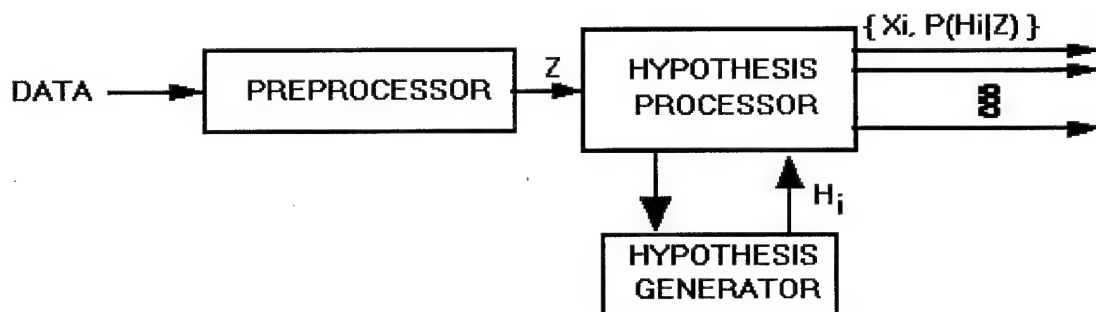 { Xi, P(Hi|Z) }
DATA
PREPROCESSOR
Z
HYPOTHESIS
PROCESSOR
Hi
HYPOTHESIS
GENERATOR